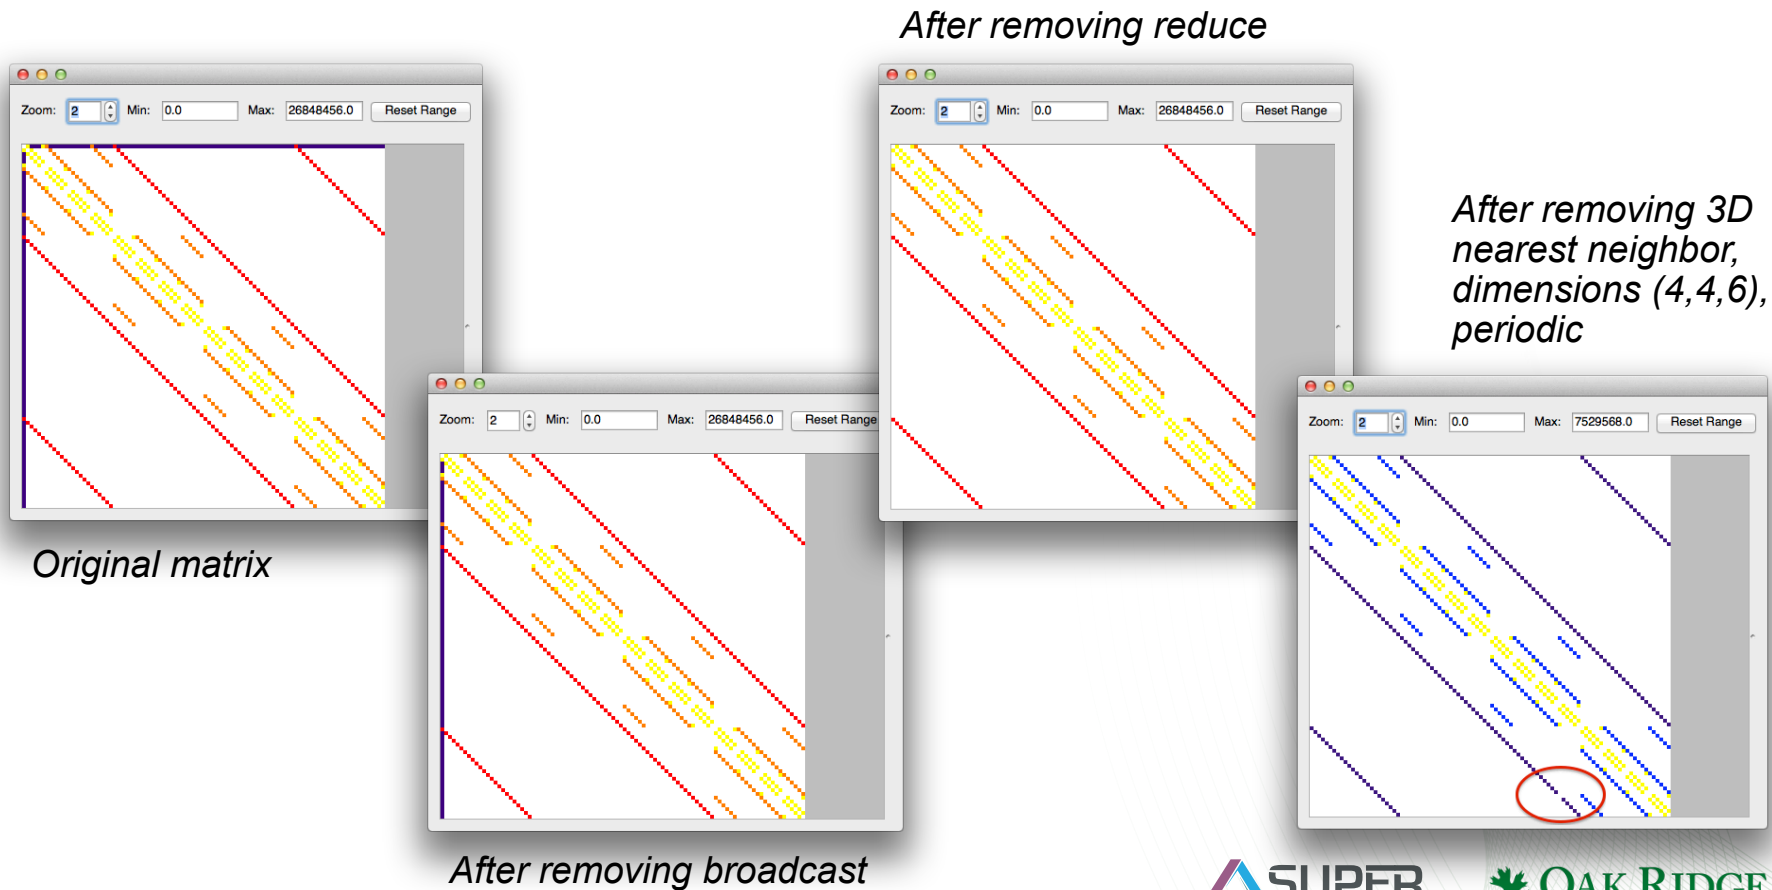 After removing reduce
Zoom: 2 Min: 0.0 Max: 26848456.0 Reset Range
Original matrix
Zoom: 2 Min: 0.0 Max: 26848456.0 Reset Range
After removing broadcast
Zoom: 2 Min: 0.0 Max: 26848456.0 Reset Range
After removing 3D
nearest neighbor,
dimensions (4,4,6),
periodic
Zoom: 2 Min: 0.0 Max: 7529568.0 Reset Range
SUPER
OAK RIDGE